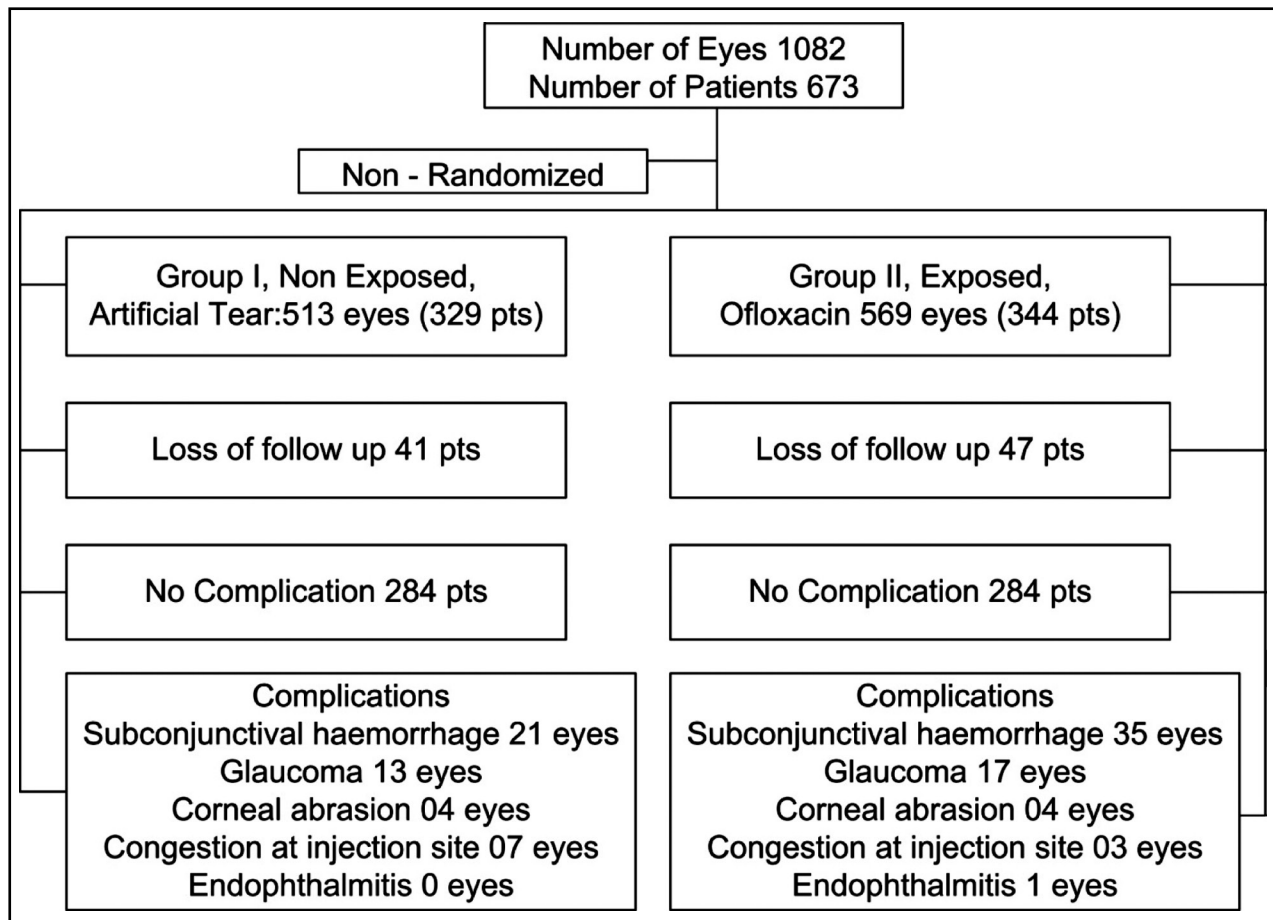 Number of Eyes 1082
Number of Patients 673
Non - Randomized
Group I, Non Exposed,
Artificial Tear:513 eyes (329 pts)
Group II, Exposed,
Ofloxacin 569 eyes (344 pts)
Loss of follow up 41 pts
Loss of follow up 47 pts
No Complication 284 pts
No Complication 284 pts
Complications
Subconjunctival haemorrhage 21 eyes
Glaucoma 13 eyes
Corneal abrasion 04 eyes
Congestion at injection site 07 eyes
Endophthalmitis 0 eyes
Complications
Subconjunctival haemorrhage 35 eyes
Glaucoma 17 eyes
Corneal abrasion 04 eyes
Congestion at injection site 03 eyes
Endophthalmitis 1 eyes